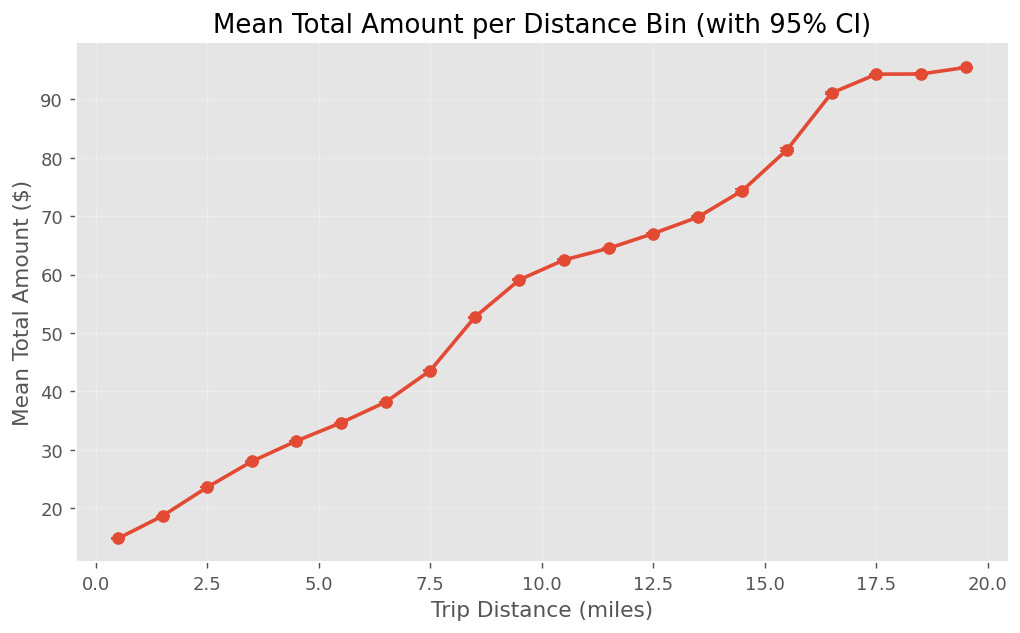 Mean Total Amount per Distance Bin (with 95% CI)
Mean Total Amount ($)
90
80
70
60
50
40
30
20
0.0 2.5 5.0 7.5 10.0 12.5 15.0 17.5 20.0
Trip Distance (miles)